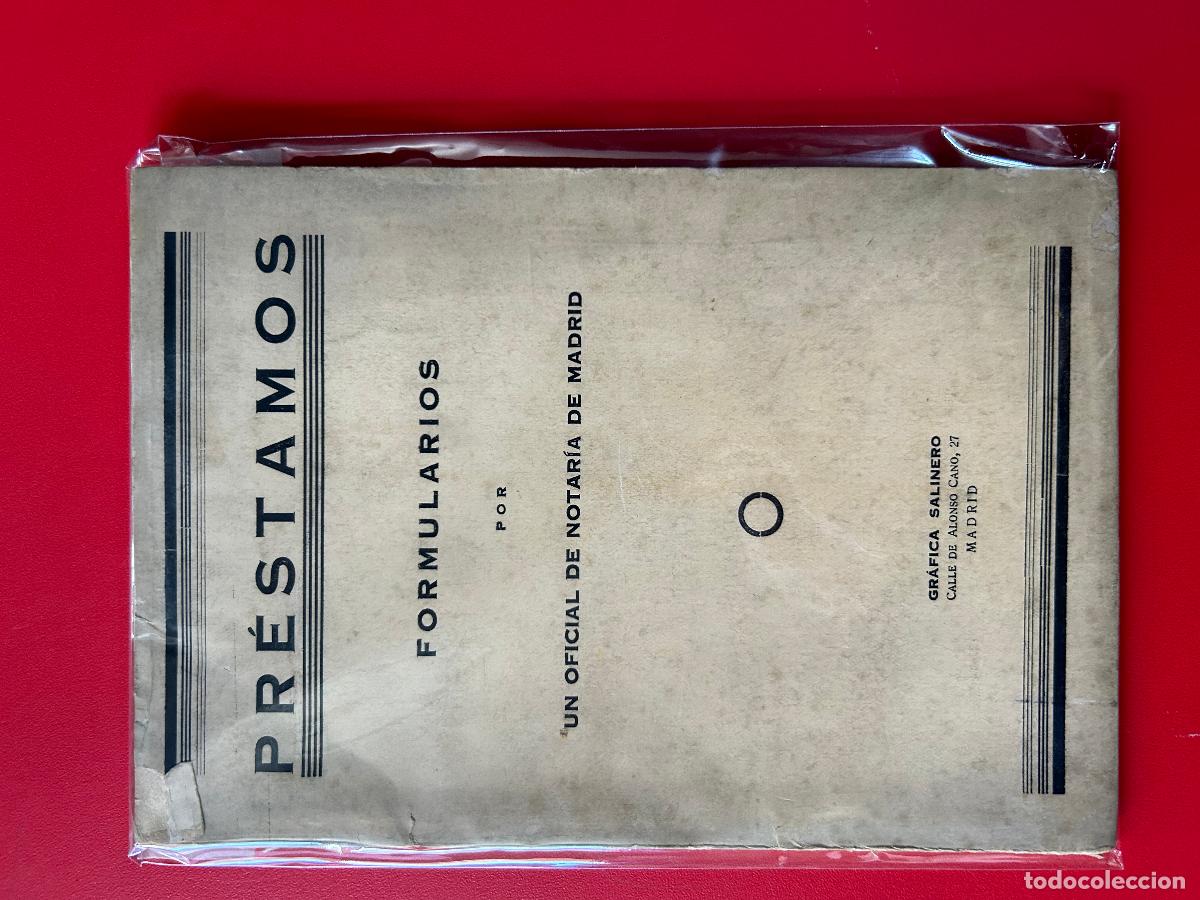 PRÉSTAMOS
FORMULARIOS
POR
UN OFICIAL DE NOTARÍA DE MADRID
GRÁFICA SALINERO
CALLE DE ALONSO CANO, 27
MADRID
todocoleccion